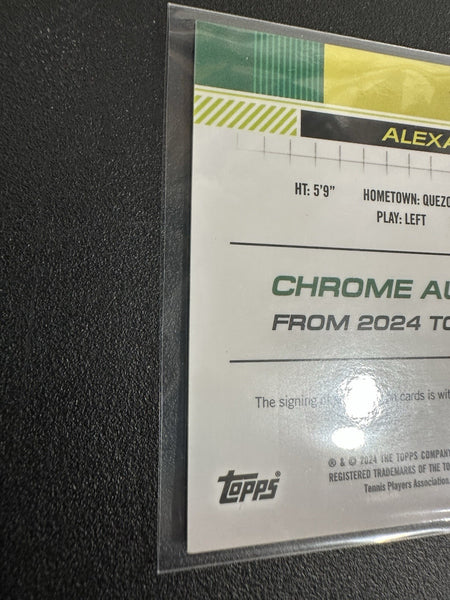 ALEXA
HT: 5'9" HOMETOWN: QUEZO
PLAY: LEFT
CHROME AU
FROM 2024 TO
The signing of cards is wit
® & © 2024 THE TOPPS COMPANY
REGISTERED TRADEMARKS OF THE TO
Tennis Players Association
TOPPS®